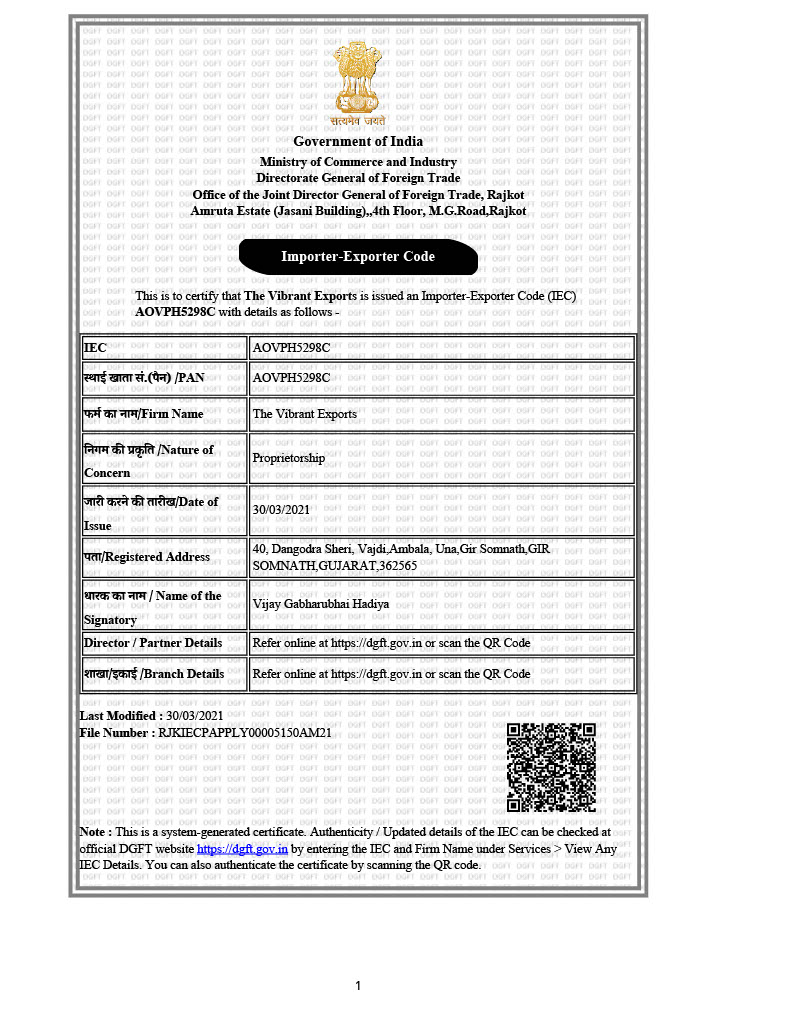 सत्यमेव जयते
Government of India
Ministry of Commerce and Industry
Directorate General of Foreign Trade
Office of the Joint Director General of Foreign Trade, Rajkot
Amruta Estate (Jasani Building),,4th Floor, M.G.Road,Rajkot
Importer-Exporter Code
This is to certify that The Vibrant Exports is issued an Importer-Exporter Code (IEC)
AOVPH5298C with details as follows -
IEC AOVPH5298C
स्थाई खाता सं.(पैन) /PAN AOVPH5298C
फर्म का नाम/Firm Name The Vibrant Exports
निगम की प्रकृति /Nature of
Concern
Proprietorship
जारी करने की तारीख/Date of
Issue
30/03/2021
पता/Registered Address
40, Dangodra Sheri, Vajdi,Ambala, Una,Gir Somnath,GIR
SOMNATH,GUJARAT,362565
धारक का नाम / Name of the
Signatory
Vijay Gabharubhai Hadiya
Director / Partner Details Refer online at https://dgft.gov.in or scan the QR Code
शाखा/इकाई /Branch Details Refer online at https://dgft.gov.in or scan the QR Code
Last Modified : 30/03/2021
File Number : RJKIECPAPPLY00005150AM21
Note : This is a system-generated certificate. Authenticity / Updated details of the IEC can be checked at
official DGFT website https://dgft.gov.in by entering the IEC and Firm Name under Services > View Any
IEC Details. You can also authenticate the certificate by scanning the QR code.
1